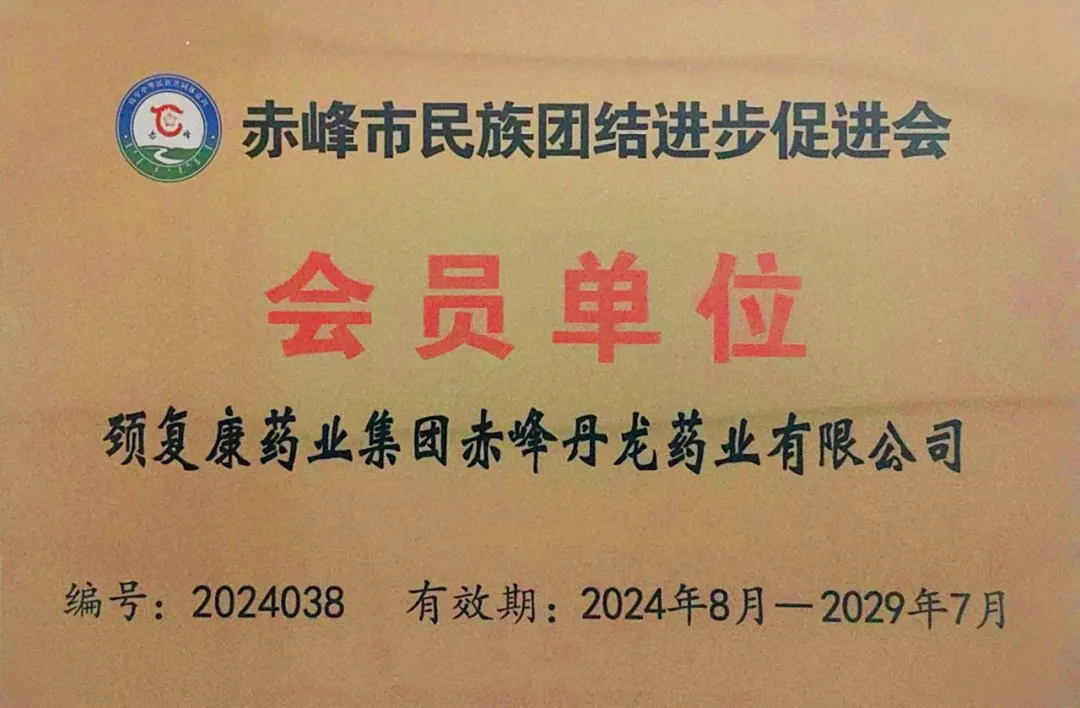 赤峰市民族团结进步促进会
会员单位
颈复康药业集团赤峰丹龙药业有限公司
编号：2024038 有效期：2024年8月—2029年7月
赤峰